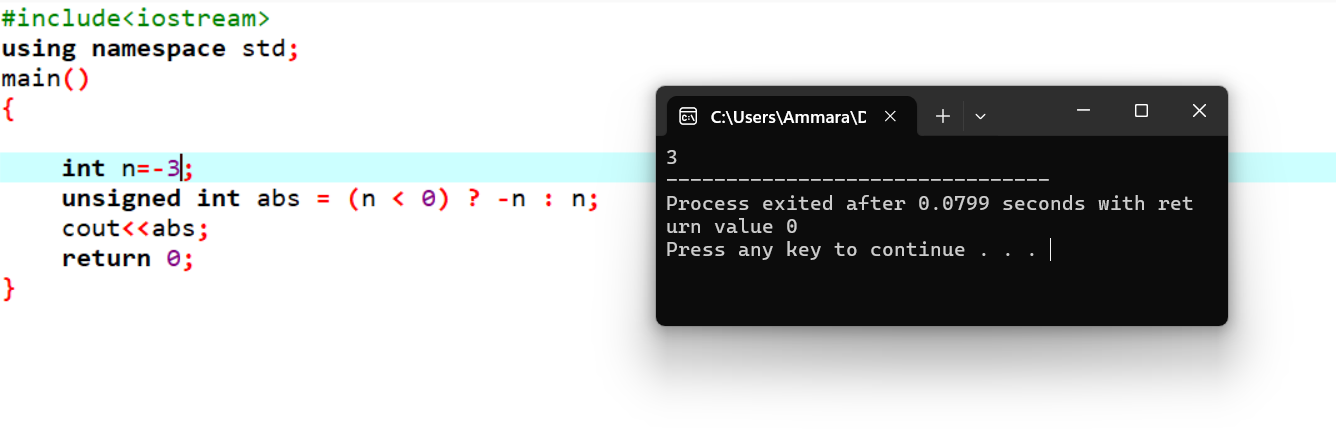 #include<iostream>
using namespace std;
main()
{
int n=-3;
unsigned int abs = (n < 0) ? -n : n;
cout<<abs;
return 0;
}
C:\Users\Ammara\D
3
--------------------------------
Process exited after 0.0799 seconds with ret
urn value 0
Press any key to continue . . .